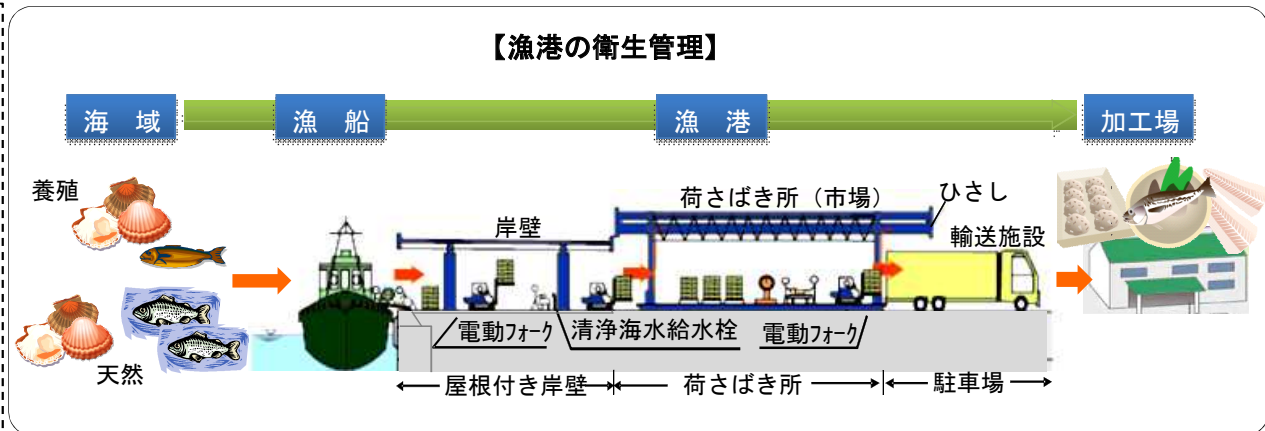 【漁港の衛生管理】
海 域
漁 船
漁 港
加工場
養殖
天然
岸壁
荷さばき所（市場）
ひさし
輸送施設
電動フォーク
清浄海水給水栓
電動フォーク
屋根付き岸壁
荷さばき所
駐車場